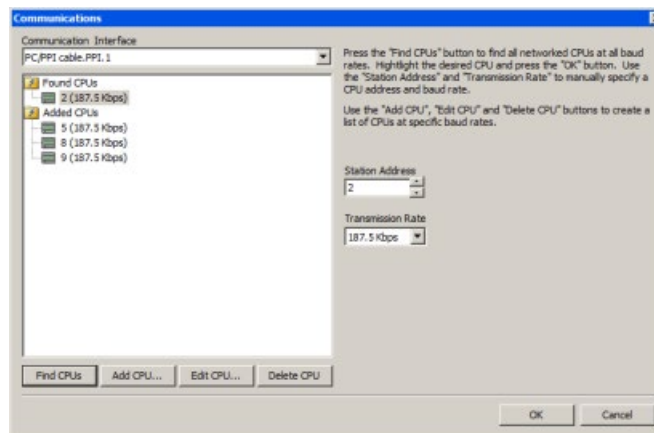 Communications
Communication Interface
PC/PPI cable.PPI.1
Press the "Find CPUs" button to find all networked CPUs at all baud
rates. Highlight the desired CPU and press the "OK" button. Use
the "Station Address" and "Transmission Rate" to manually specify a
CPU address and baud rate.
Use the "Add CPU", "Edit CPU" and "Delete CPU" buttons to create a
list of CPUs at specific baud rates.
Found CPUs
2 (187.5 Kbps)
Added CPUs
5 (187.5 Kbps)
8 (187.5 Kbps)
9 (187.5 Kbps)
Station Address
2
Transmission Rate
187.5 Kbps
Find CPUs
Add CPU...
Edit CPU...
Delete CPU
OK
Cancel